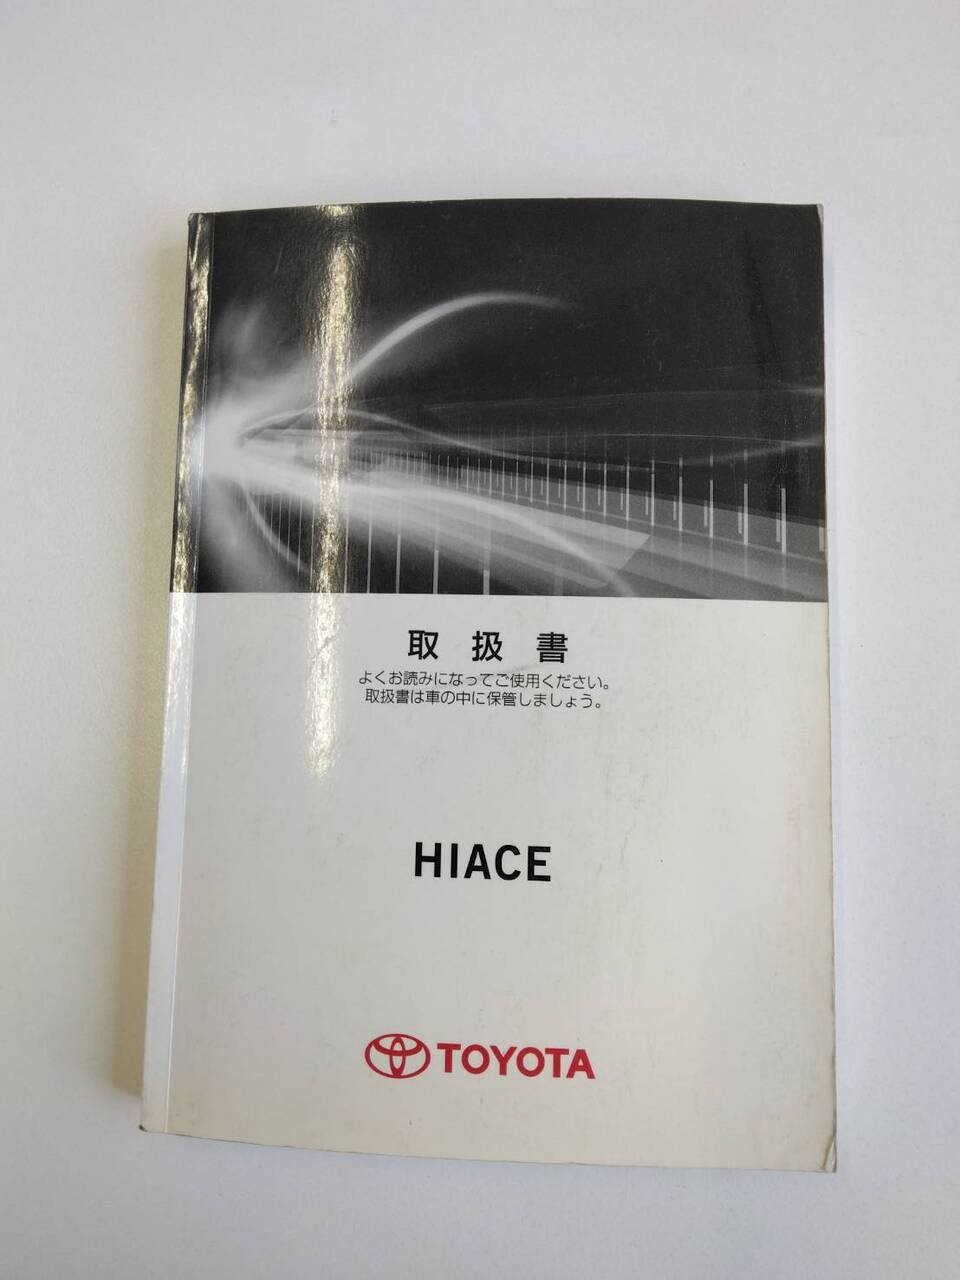 取扱書
よくお読みになってご使用ください。
取扱書は車の中に保管しましょう。
HIACE
TOYOTA